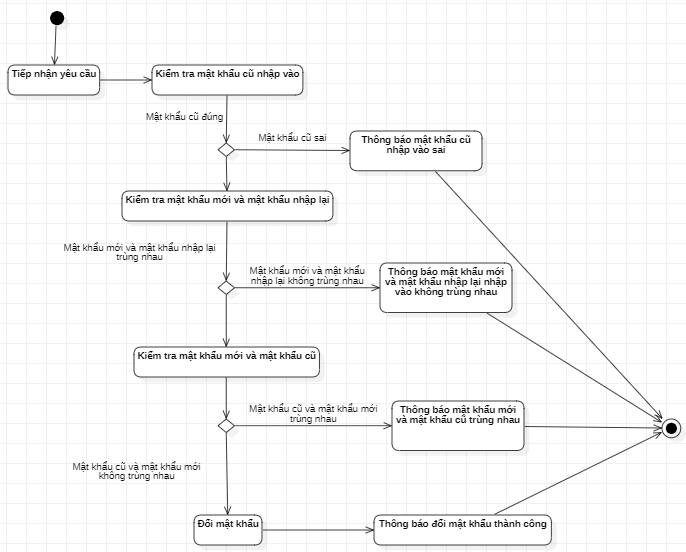 Tiếp nhận yêu cầu
Kiểm tra mật khẩu cũ nhập vào
Mật khẩu cũ đúng
Mật khẩu cũ sai
Thông báo mật khẩu cũ
nhập vào sai
Kiểm tra mật khẩu mới và mật khẩu nhập lại
Mật khẩu mới và mật khẩu nhập lại
trùng nhau
Mật khẩu mới và mật khẩu
nhập lại không trùng nhau
Thông báo mật khẩu mới
và mật khẩu nhập lại nhập
vào không trùng nhau
Kiểm tra mật khẩu mới và mật khẩu cũ
Mật khẩu cũ và mật khẩu mới
trùng nhau
Thông báo mật khẩu mới
và mật khẩu cũ trùng nhau
Mật khẩu cũ và mật khẩu mới
không trùng nhau
Đổi mật khẩu
Thông báo đổi mật khẩu thành công